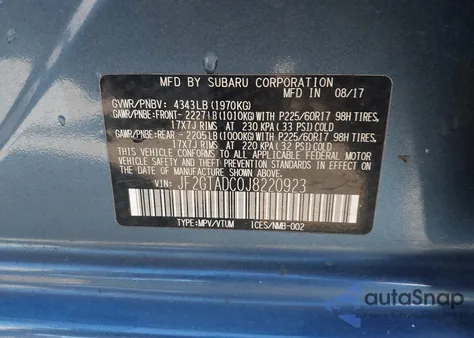 MFD BY SUBARU CORPORATION
MFD IN JAPAN 08/17
GVWR/PNBV: 4343LB (1970KG)
GAWR/PNBE:FRONT- 2227LB (1010KG)WITH P225/60R17 98H TIRES,
17X7J RIMS AT 230 KPA (33 PSI) COLD
GAWR/PNBE:REAR - 2205LB (1000KG)WITH P225/60R17 98H TIRES,
17X7J RIMS AT 220 KPA (32 PSI) COLD
THIS VEHICLE CONFORMS TO ALL APPLICABLE FEDERAL MOTOR
VEHICLE SAFETY AND THEFT PREVENTION STANDARDS IN
EFFECT ON THE DATE OF MANUFACTURE SHOWN ABOVE.
VIN: JF2GTADC0J8220923
TYPE:MPV/VTUM ICES/NMB-002
autoSnap